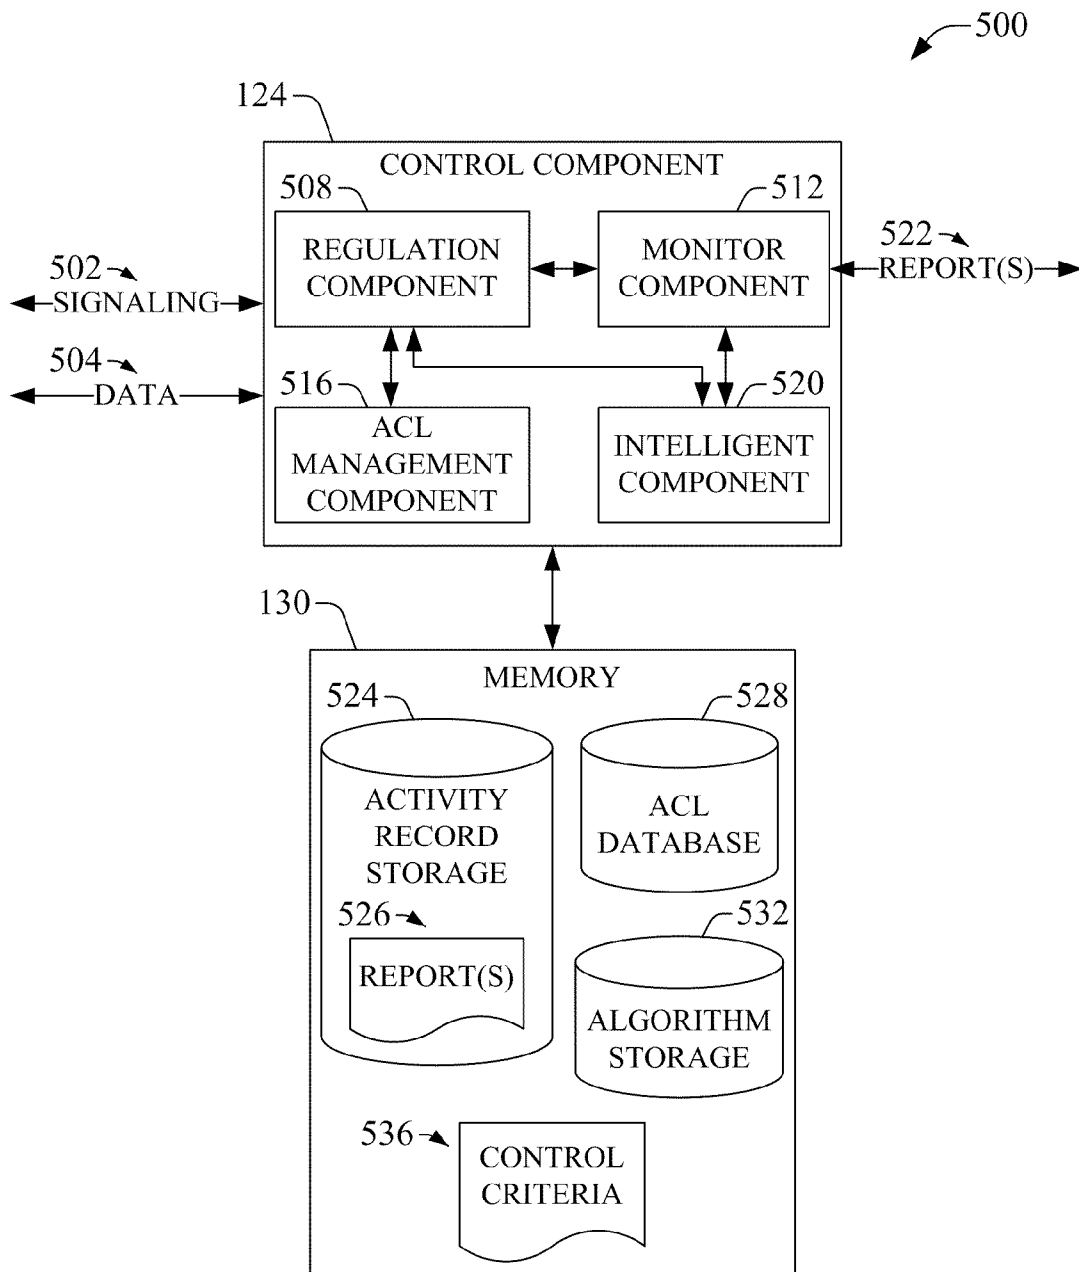 500
124
CONTROL COMPONENT
508
512
REGULATION
COMPONENT
MONITOR
COMPONENT
522
REPORT(S)
502
SIGNALING
504
DATA
516
520
ACL
MANAGEMENT
COMPONENT
INTELLIGENT
COMPONENT
130
MEMORY
524
528
ACTIVITY
RECORD
STORAGE
ACL
DATABASE
526
532
REPORT(S)
ALGORITHM
STORAGE
536
CONTROL
CRITERIA